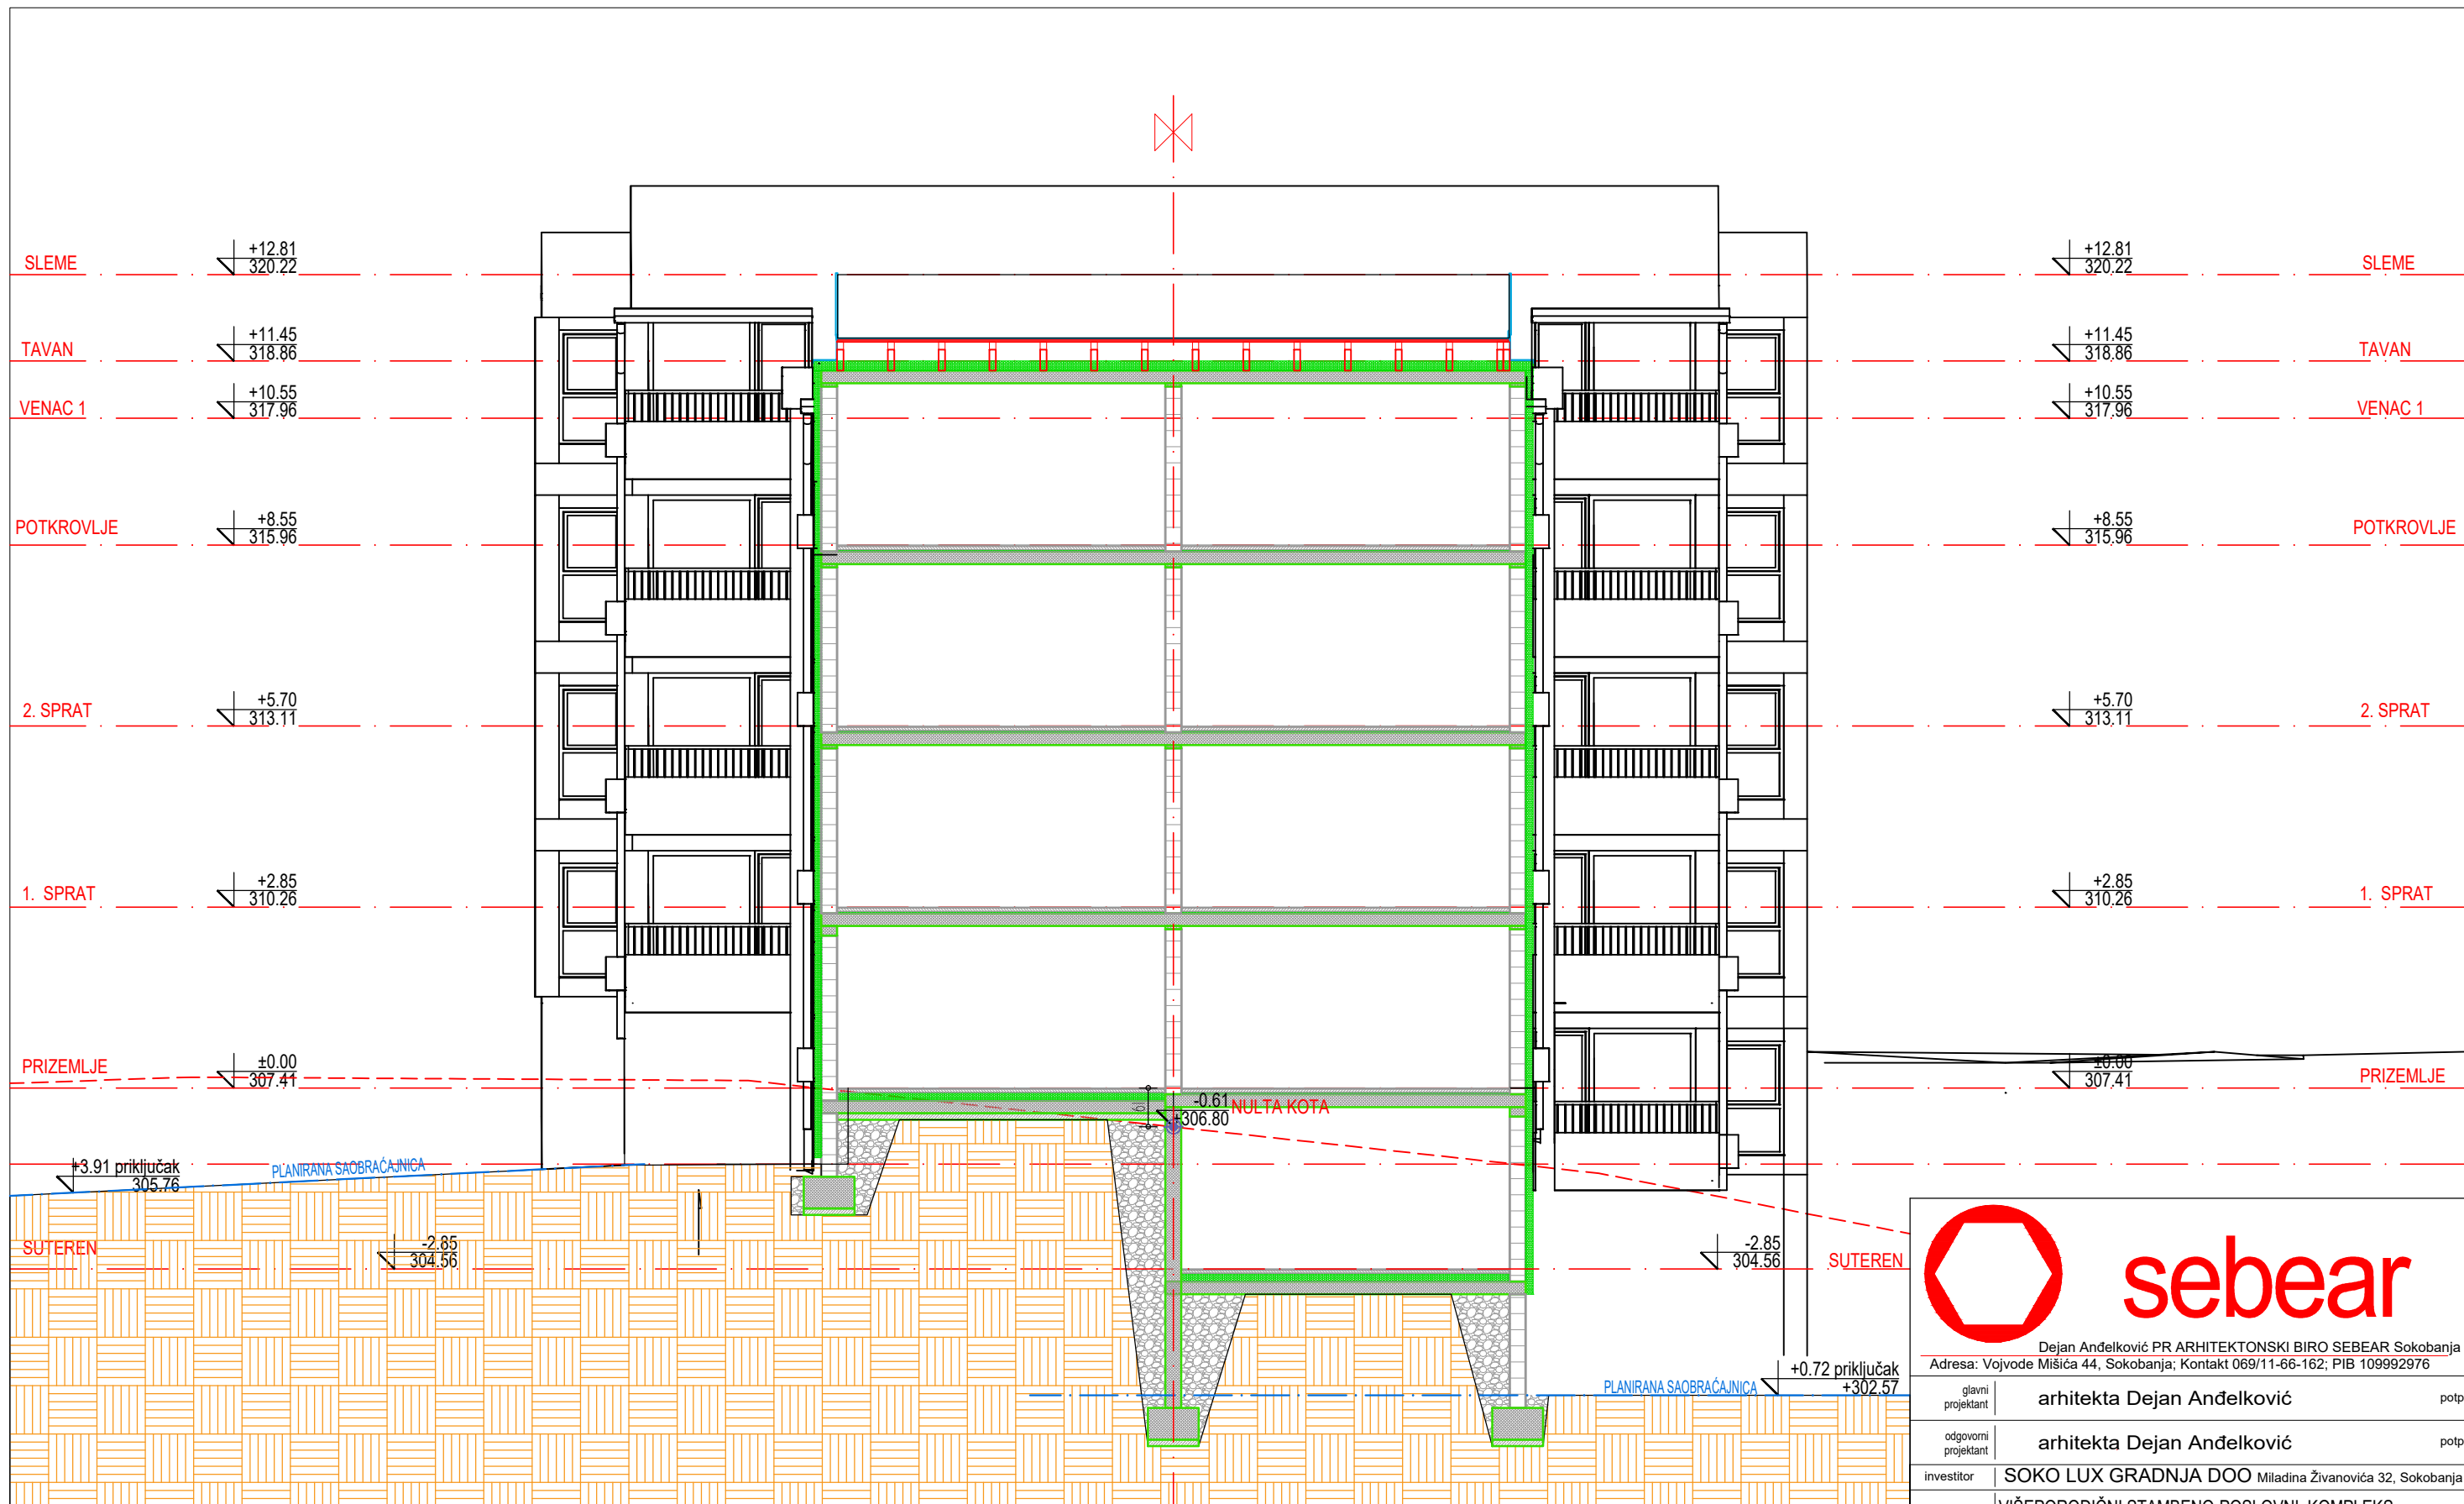 SLEME
+12.81
320.22
+12.81
320.22
SLEME
TAVAN
+11.45
318.86
+11.45
318.86
TAVAN
VENAC 1
+10.55
317.96
+10.55
317.96
VENAC 1
POTKROVLJE
+8.55
315.96
+8.55
315.96
POTKROVLJE
2. SPRAT
+5.70
313.11
+5.70
313.11
2. SPRAT
1. SPRAT
+2.85
310.26
+2.85
310.26
1. SPRAT
PRIZEMLJE
±0.00
307.41
±0.00
307.41
PRIZEMLJE
61
-0.61
+306.80
NULTA KOTA
+3.91 priključak
305.76
PLANIRANA SAOBRAĆAJNICA
SUTEREN
-2.85
304.56
-2.85
304.56
SUTEREN
+0.72 priključak
+302.57
PLANIRANA SAOBRAĆAJNICA
sebear
Dejan Anđelković PR ARHITEKTONSKI BIRO SEBEAR Sokobanja
Adresa: Vojvode Mišića 44, Sokobanja; Kontakt 069/11-66-162; PIB 109992976
glavni
projektant
arhitekta Dejan Anđelković
potp
odgovorni
projektant
arhitekta Dejan Anđelković
potp
investitor
SOKO LUX GRADNJA DOO Miladina Živanovića 32, Sokobanja
VIŠEPORODIČNI STAMBENO POSLOVNI KOMPLEKS